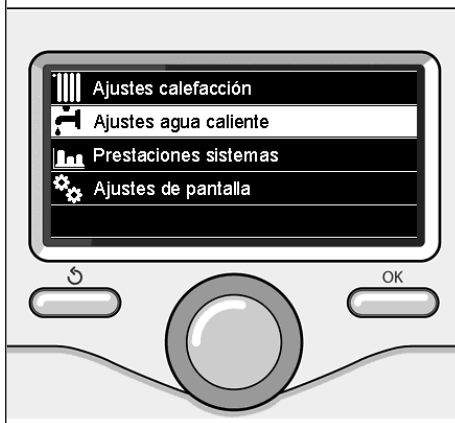 Ajustes calefacción
Ajustes agua caliente
Prestaciones sistemas
Ajustes de pantalla
OK